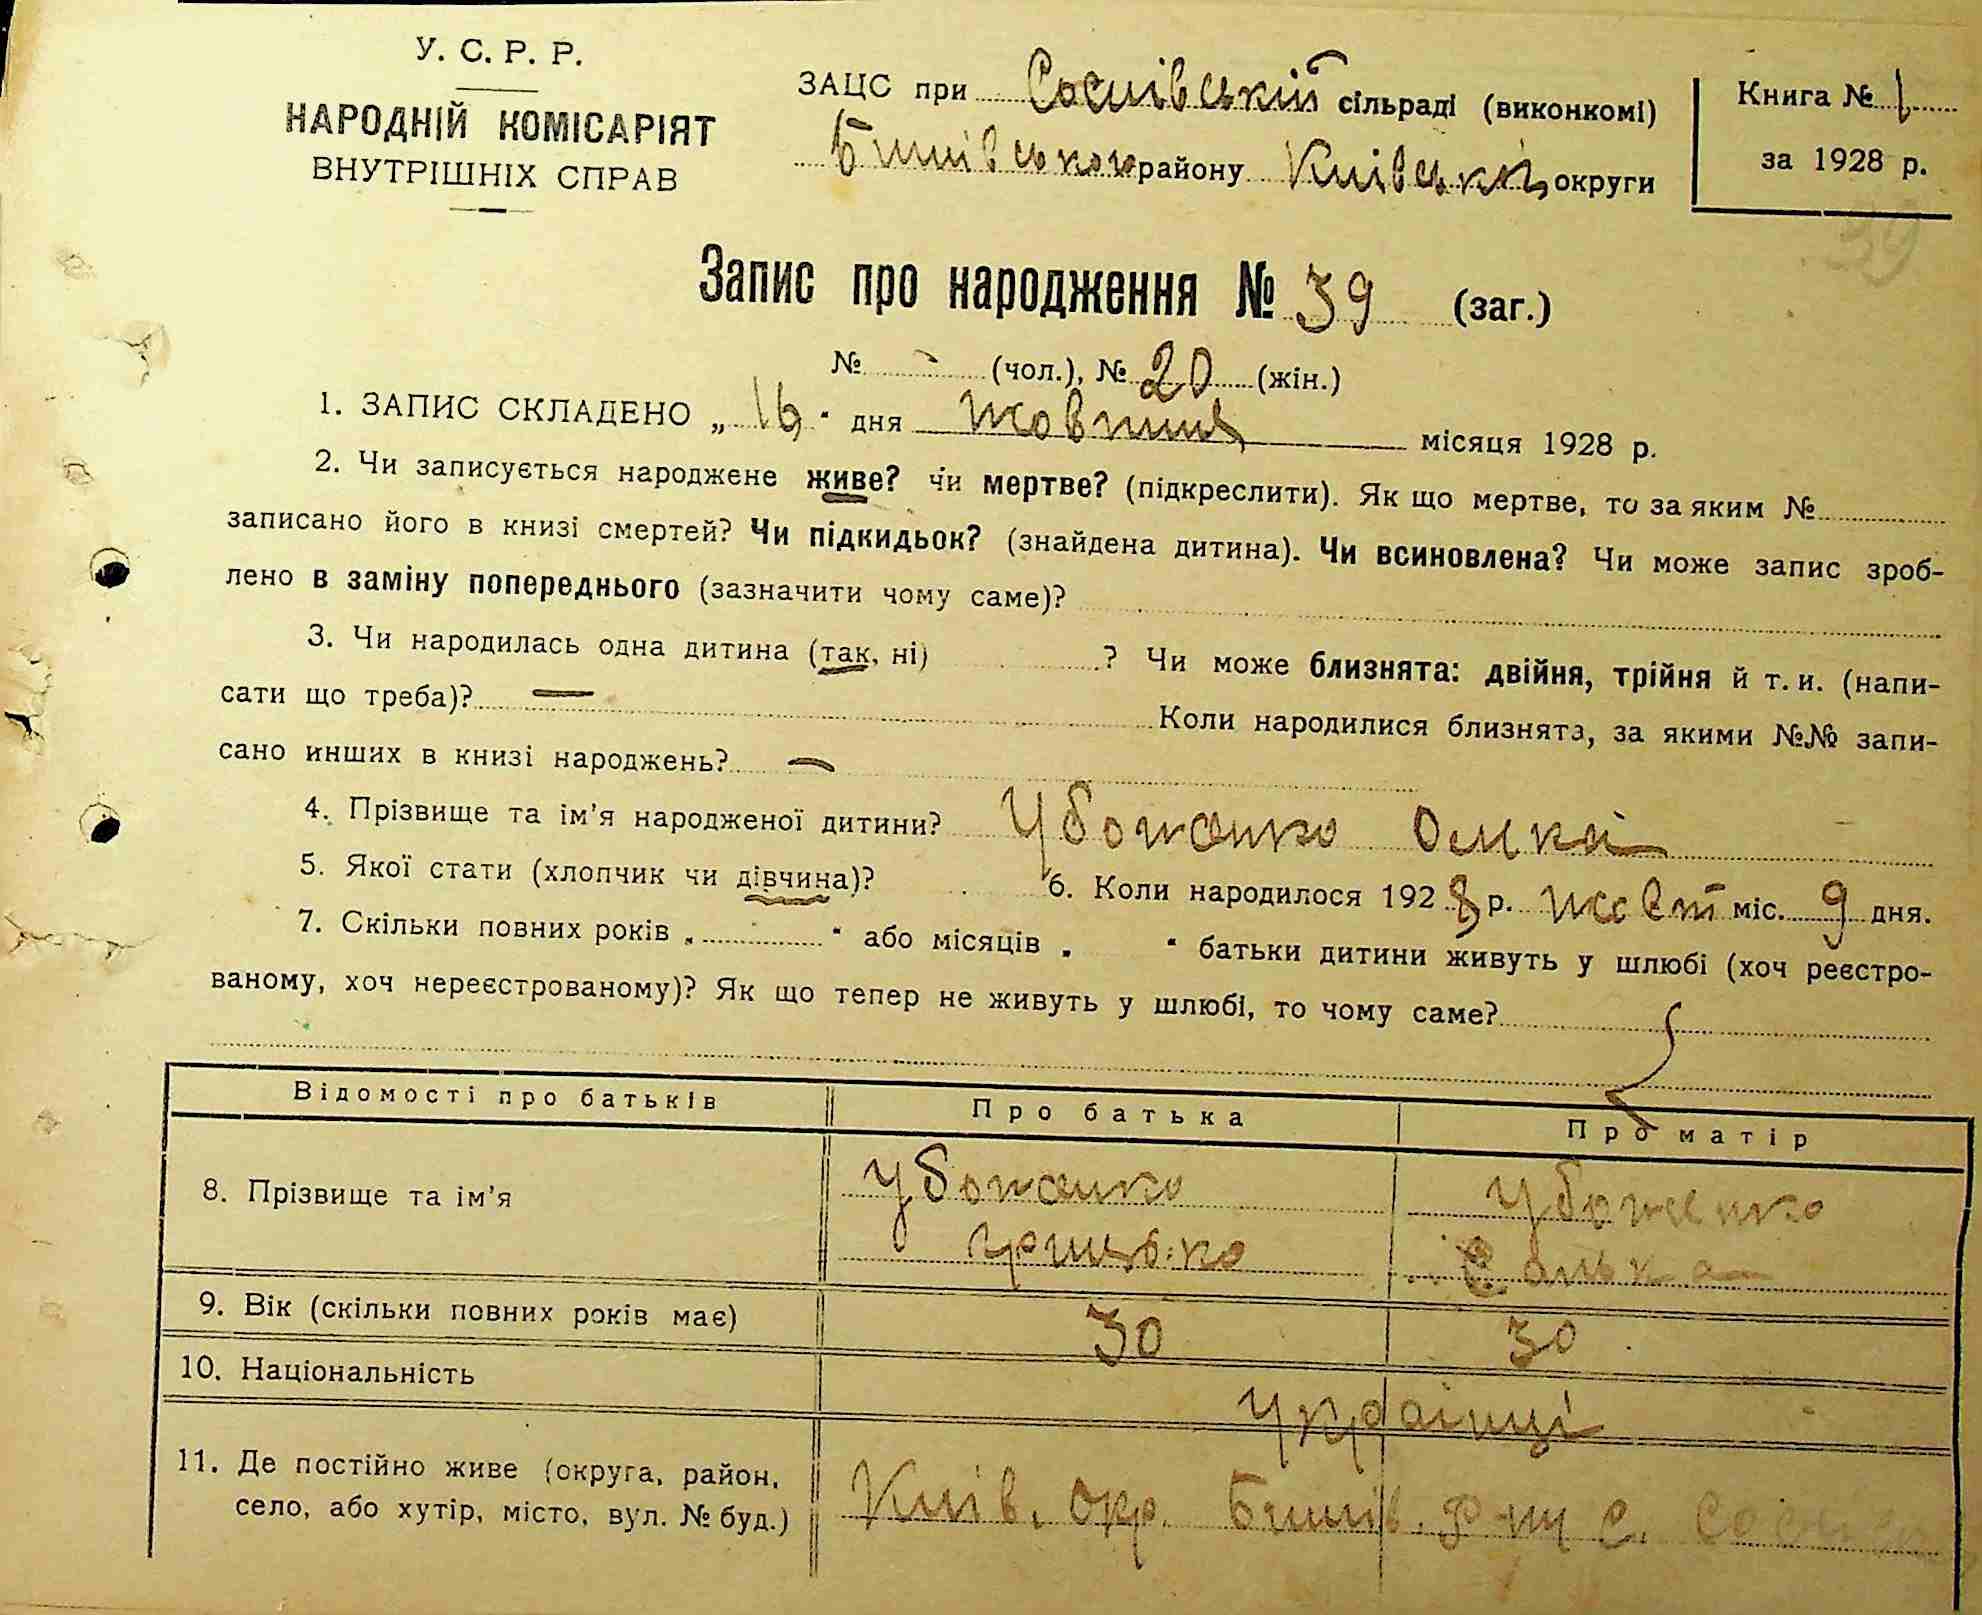 У. С. Р. Р.
НАРОДНІЙ КОМІСАРІЯТ
ВНУТРІШНІХ СПРАВ
ЗАЦС при Соснівській сільраді (виконкомі)
Бишівського району Київськ округи
Книга № 1
за 1928 р.
39
Запис про народження № 39 (заг.)
№ - (чол.), № 20 (жін.)
1. ЗАПИС СКЛАДЕНО „ 16 " дня жовтня місяця 1928 р.
2. Чи записується народжене живе? чи мертве? (підкреслити). Як що мертве, то за яким №
записано його в книзі смертей? Чи підкидьок? (знайдена дитина). Чи всиновлена? Чи може запис зроб-
лено в заміну попереднього (зазначити чому саме)?
3. Чи народилась одна дитина (так, ні) ? Чи може близнята: двійня, трійня й т. и. (напи-
сати що треба)? — Коли народилися близнята, за якими №№ запи-
сано инших в книзі народжень? —
4. Прізвище та ім'я народженої дитини? Убоженко
5. Якої стати (хлопчик чи дівчина)? 6. Коли народилося 1928 р. жовт міс. 9 дня.
7. Скільки повних років „ " або місяців „ " батьки дитини живуть у шлюбі (хоч реєстро-
ваному, хоч нереєстрованому)? Як що тепер не живуть у шлюбі, то чому саме?
Відомості про батьків Про батька Про матір
8. Прізвище та ім'я Убоженко Убоженко
Грицько
9. Вік (скільки повних років має) 30 30
10. Національність Українці
11. Де постійно живе (округа, район, село, або хутір, місто, вул. № буд.) Київ. окр. Бишів. р-ну с.